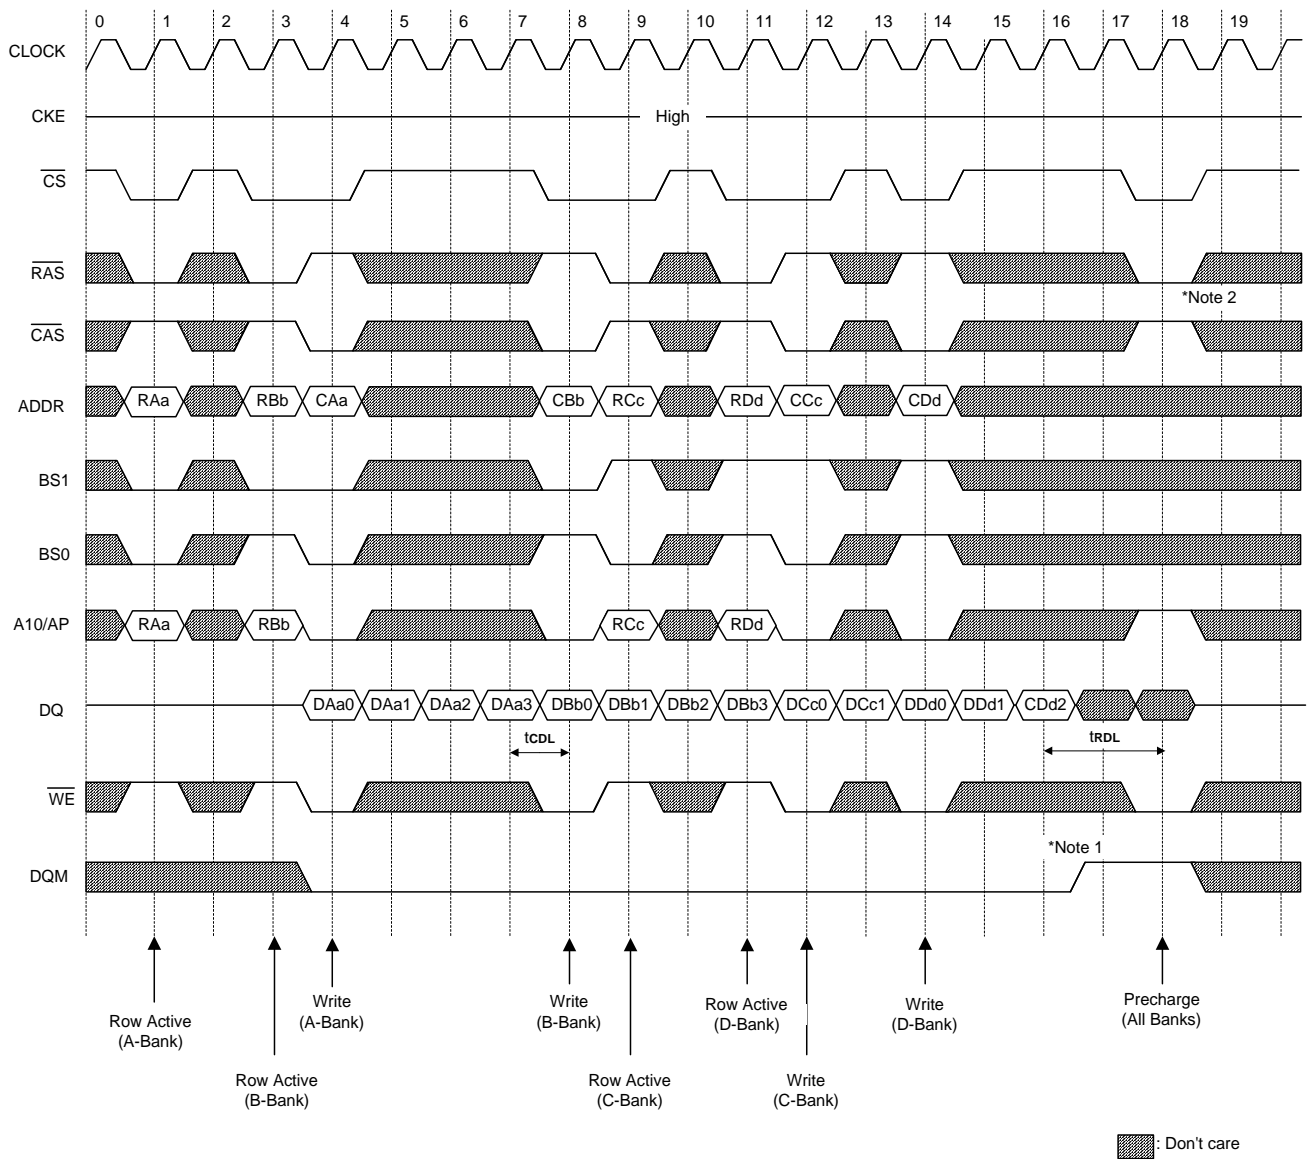 0 1 2 3 4 5 6 7 8 9 10 11 12 13 14 15 16 17 18 19
CLOCK
CKE High
CS
RAS
*Note 2
CAS
ADDR RAa RBb CAa CBb RCc RDd CCc CDd
BS1
BS0
A10/AP RAa RBb RCc RDd
DQ DAa0 DAa1 DAa2 DAa3 DBb0 DBb1 DBb2 DBb3 DCc0 DCc1 DDd0 DDd1 CDd2
tCDL tRDL
WE
*Note 1
DQM
Row Active
(A-Bank)
Row Active
(B-Bank)
Write
(A-Bank)
Write
(B-Bank)
Row Active
(C-Bank)
Row Active
(D-Bank)
Write
(C-Bank)
Write
(D-Bank)
Precharge
(All Banks)
: Don't care